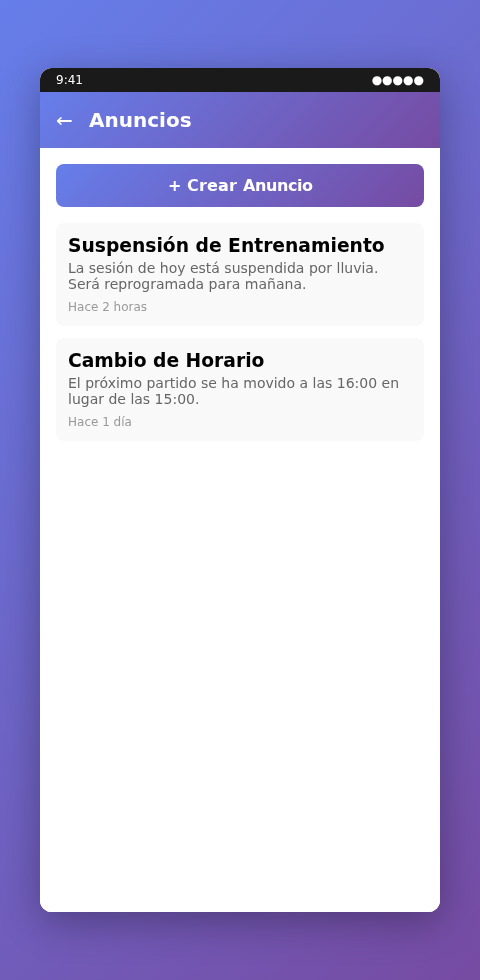 9:41
●●●●●
← Anuncios
+ Crear Anuncio
Suspensión de Entrenamiento
La sesión de hoy está suspendida por lluvia.
Será reprogramada para mañana.
Hace 2 horas
Cambio de Horario
El próximo partido se ha movido a las 16:00 en
lugar de las 15:00.
Hace 1 día